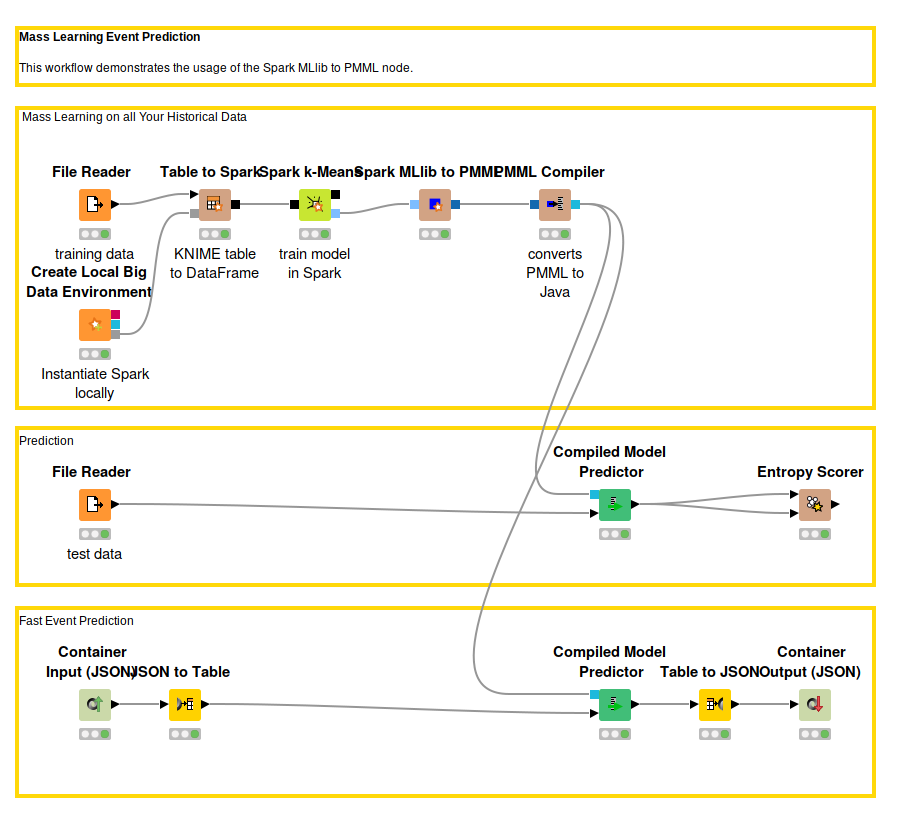 Mass Learning Event Prediction
This workflow demonstrates the usage of the Spark MLlib to PMML node.
Mass Learning on all Your Historical Data
File Reader
Table to Spark
Spark k-Means
Spark MLlib to PMML
PMML Compiler
training data
KNIME table
to DataFrame
train model
in Spark
converts
PMML to
Java
Create Local Big
Data Environment
Instantiate Spark
locally
Prediction
File Reader
test data
Compiled Model
Predictor
Entropy Scorer
Fast Event Prediction
Container
Input (JSON)
JSON to Table
Compiled Model
Predictor
Table to JSON
Container
Output (JSON)